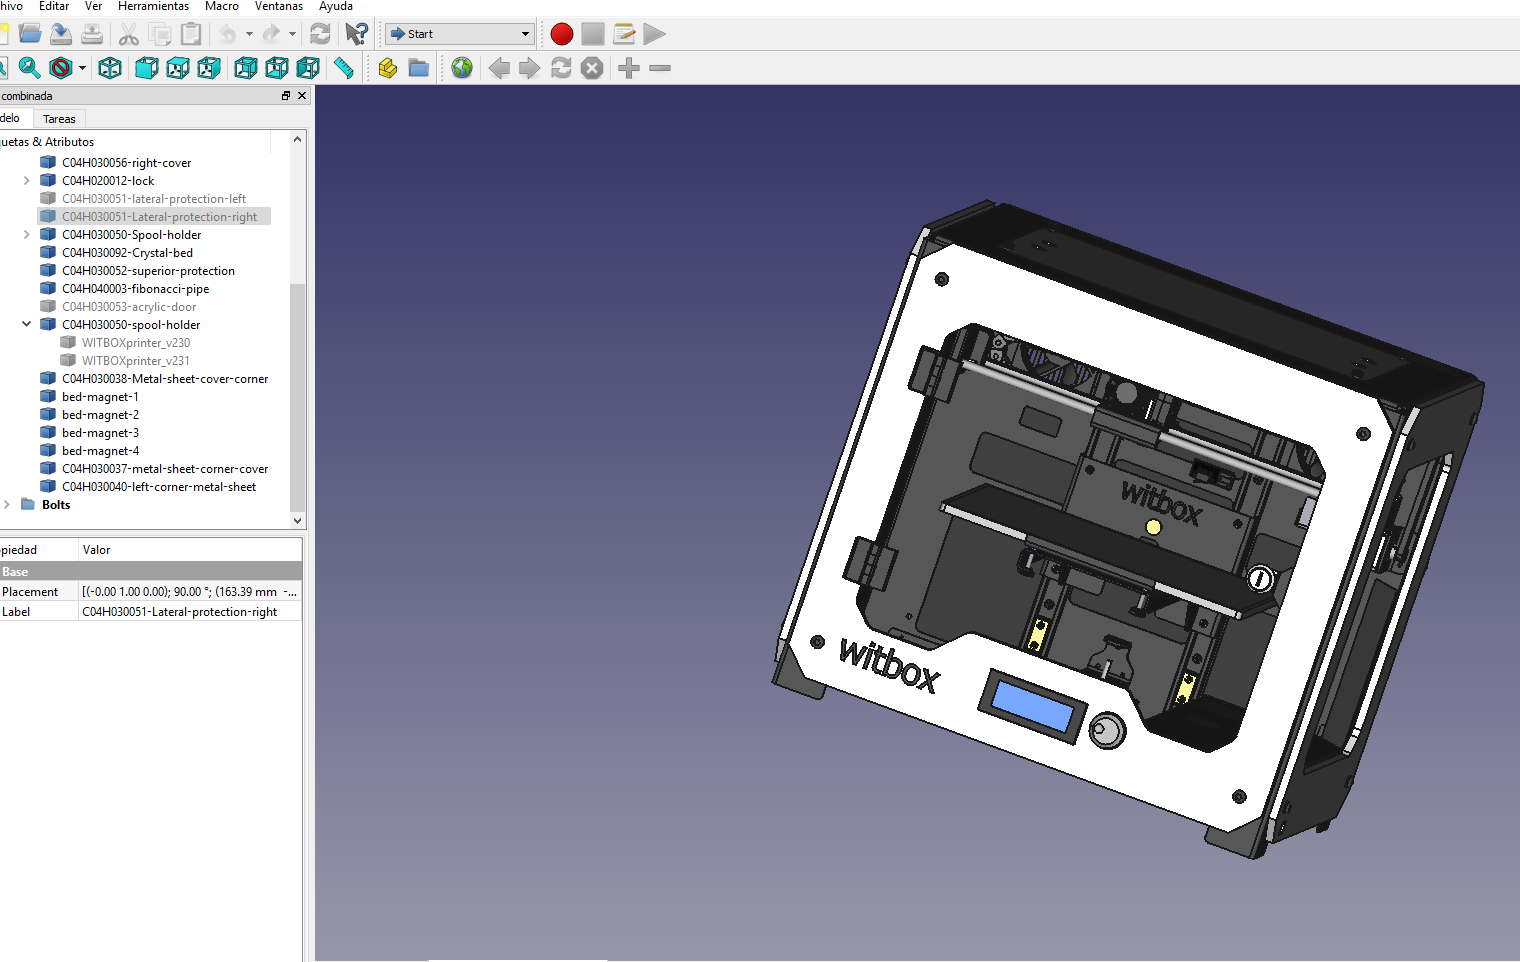 hivo Editar Ver Herramientas Macro Ventanas Ayuda
Start
combinada
delo Tareas
uetas & Atributos
C04H030056-right-cover
C04H020012-lock
C04H030051-lateral-protection-left
C04H030051-Lateral-protection-right
C04H030050-Spool-holder
C04H030092-Crystal-bed
C04H030052-superior-protection
C04H040003-fibonacci-pipe
C04H030053-acrylic-door
C04H030050-spool-holder
WITBOXprinter_v230
WITBOXprinter_v231
C04H030038-Metal-sheet-cover-corner
bed-magnet-1
bed-magnet-2
bed-magnet-3
bed-magnet-4
C04H030037-metal-sheet-corner-cover
C04H030040-left-corner-metal-sheet
Bolts
opiedad Valor
Base
Placement [(-0.00 1.00 0.00); 90.00 °; (163.39 mm -...
Label C04H030051-Lateral-protection-right
witbox
witbox